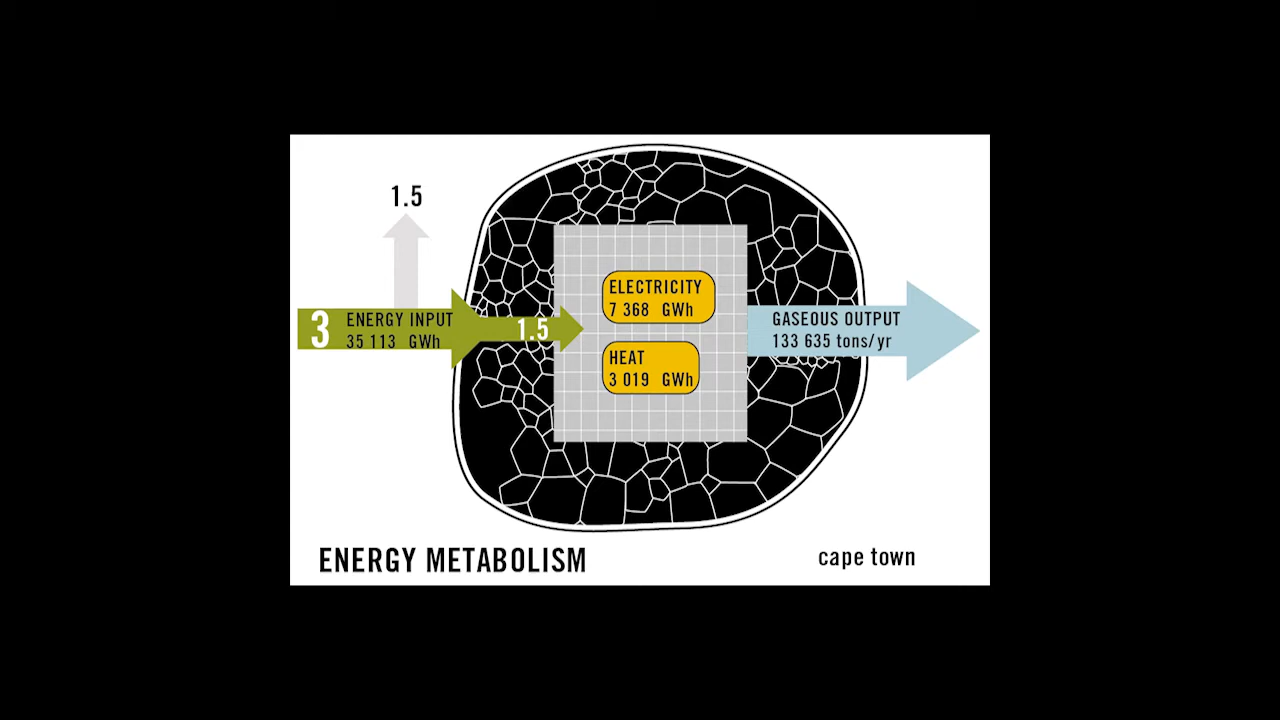 1.5
3
ENERGY INPUT
35 113 GWh
1.5
ELECTRICITY
7 368 GWh
HEAT
3 019 GWh
GASEOUS OUTPUT
133 635 tons/yr
ENERGY METABOLISM
cape town